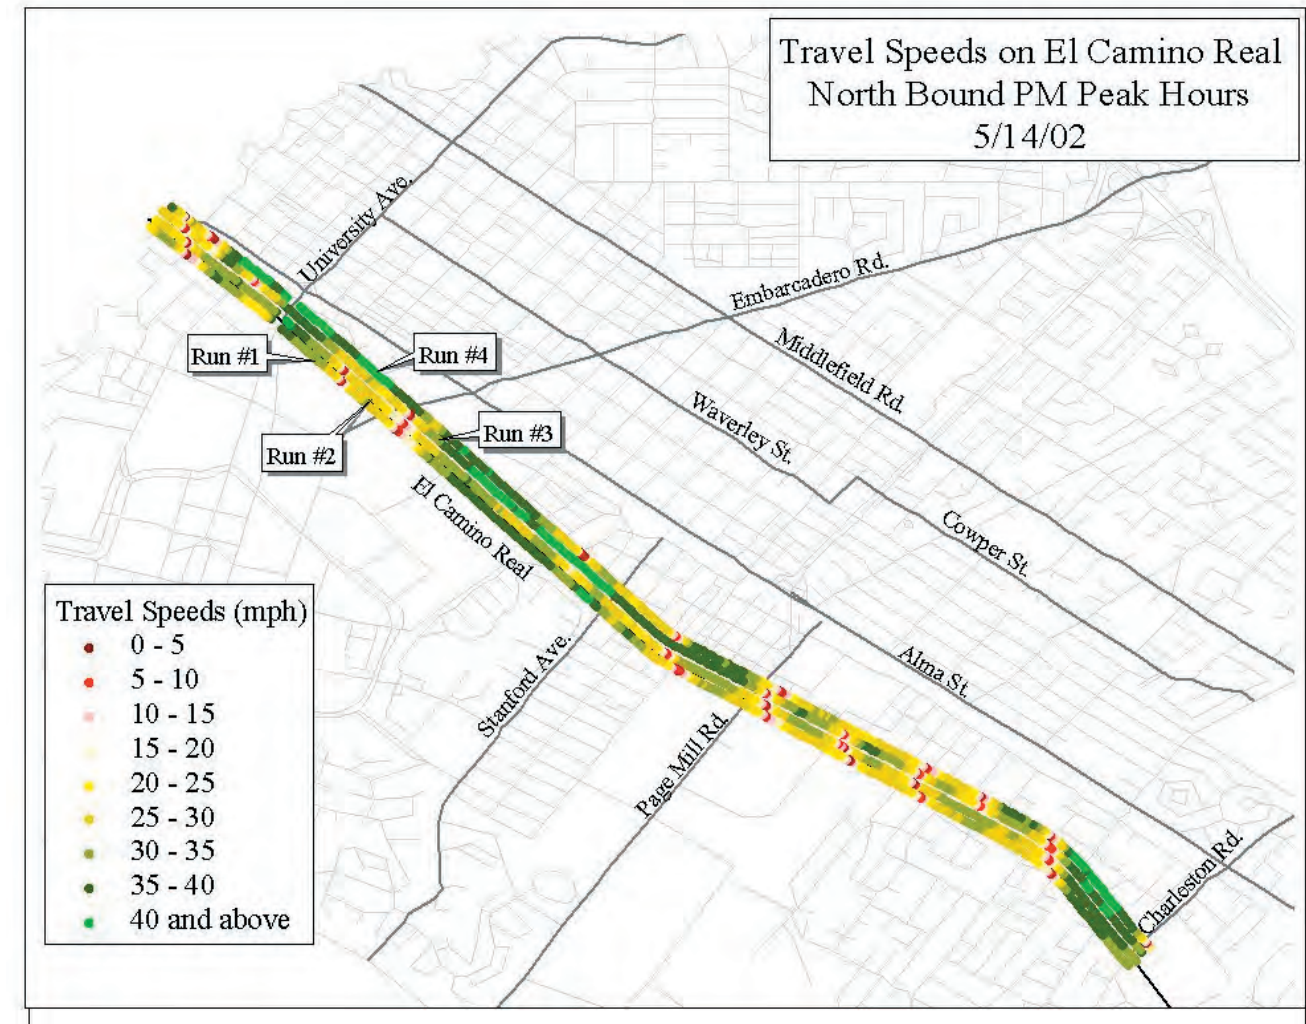 Travel Speeds on El Camino Real
North Bound PM Peak Hours
5/14/02
University Ave.
Embarcadero Rd.
Middlefield Rd.
Run #1
Run #4
Waverley St.
Run #3
Run #2
El Camino Real
Cowper St.
Travel Speeds (mph)
0 - 5
5 - 10
10 - 15
15 - 20
20 - 25
25 - 30
30 - 35
35 - 40
40 and above
Stanford Ave.
Alma St.
Page Mill Rd.
Charleston Rd.